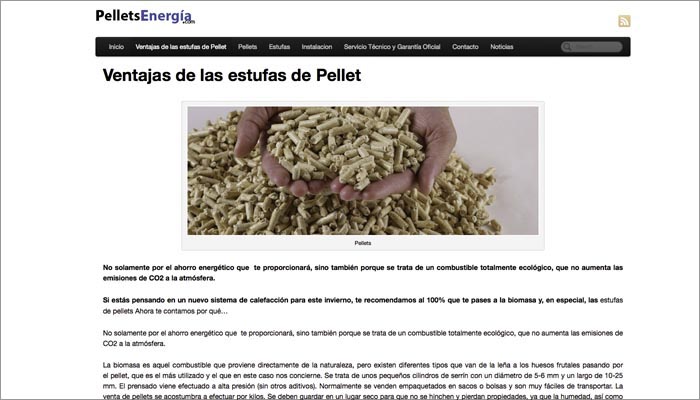 PelletsEnergía
.com
Inicio Ventajas de las estufas de Pellet Pellets Estufas Instalacion Servicio Técnico y Garantía Oficial Contacto Noticias Search
Ventajas de las estufas de Pellet
Pellets
No solamente por el ahorro energético que te proporcionará, sino también porque se trata de un combustible totalmente ecológico, que no aumenta las
emisiones de CO2 a la atmósfera.
Si estás pensando en un nuevo sistema de calefacción para este invierno, te recomendamos al 100% que te pases a la biomasa y, en especial, las estufas
de pellets Ahora te contamos por qué…
No solamente por el ahorro energético que te proporcionará, sino también porque se trata de un combustible totalmente ecológico, que no aumenta las emisiones de
CO2 a la atmósfera.
La biomasa es aquel combustible que proviene directamente de la naturaleza, pero existen diferentes tipos que van de la leña a los huesos frutales pasando por
el pellet, que es el más utilizado y el que en este caso nos concierne. Se trata de unos pequeños cilindros de serrín con un diámetro de 5-6 mm y un largo de 10-25
mm. El prensado viene efectuado a alta presión (sin otros aditivos). Normalmente se venden empaquetados en sacos o bolsas y son muy fáciles de transportar. La
venta de pellets se acostumbra a efectuar por kilos. Se deben guardar en un lugar seco para que no se hinchen y pierdan propiedades, ya que la humedad, así como